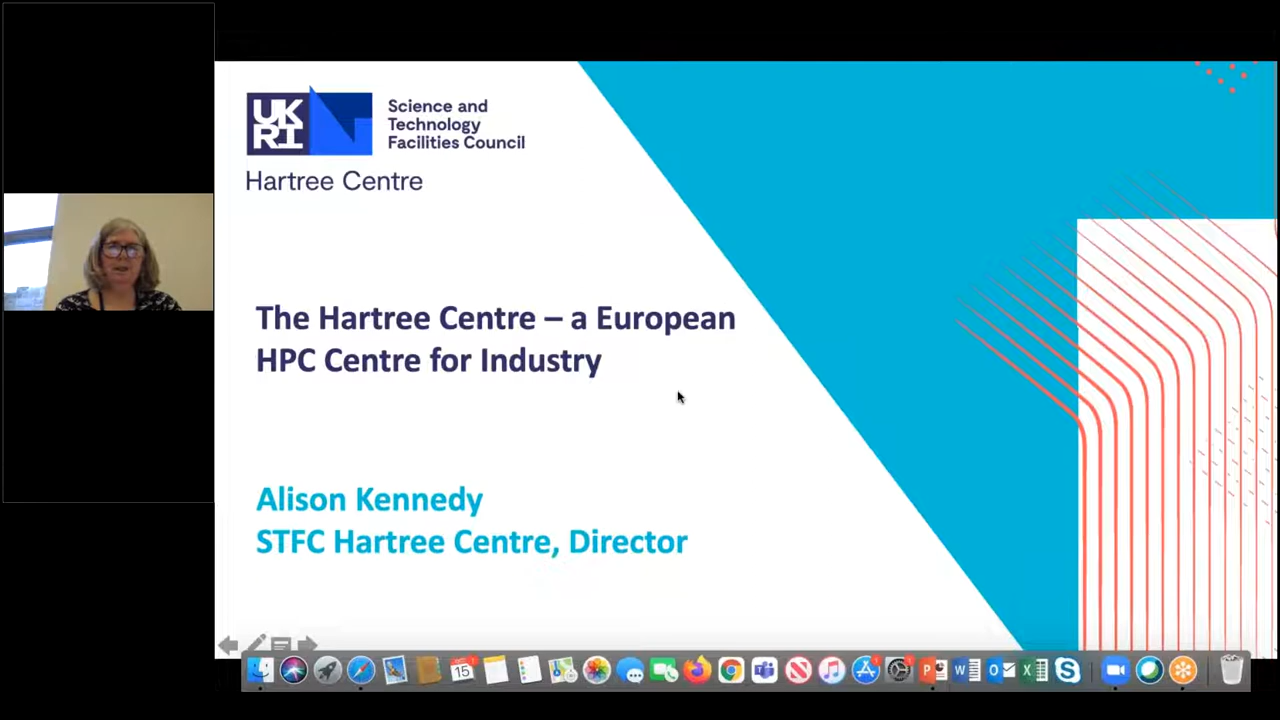 UK
RI
Science and
Technology
Facilities Council
Hartree Centre
The Hartree Centre – a European
HPC Centre for Industry
Alison Kennedy
STFC Hartree Centre, Director
15